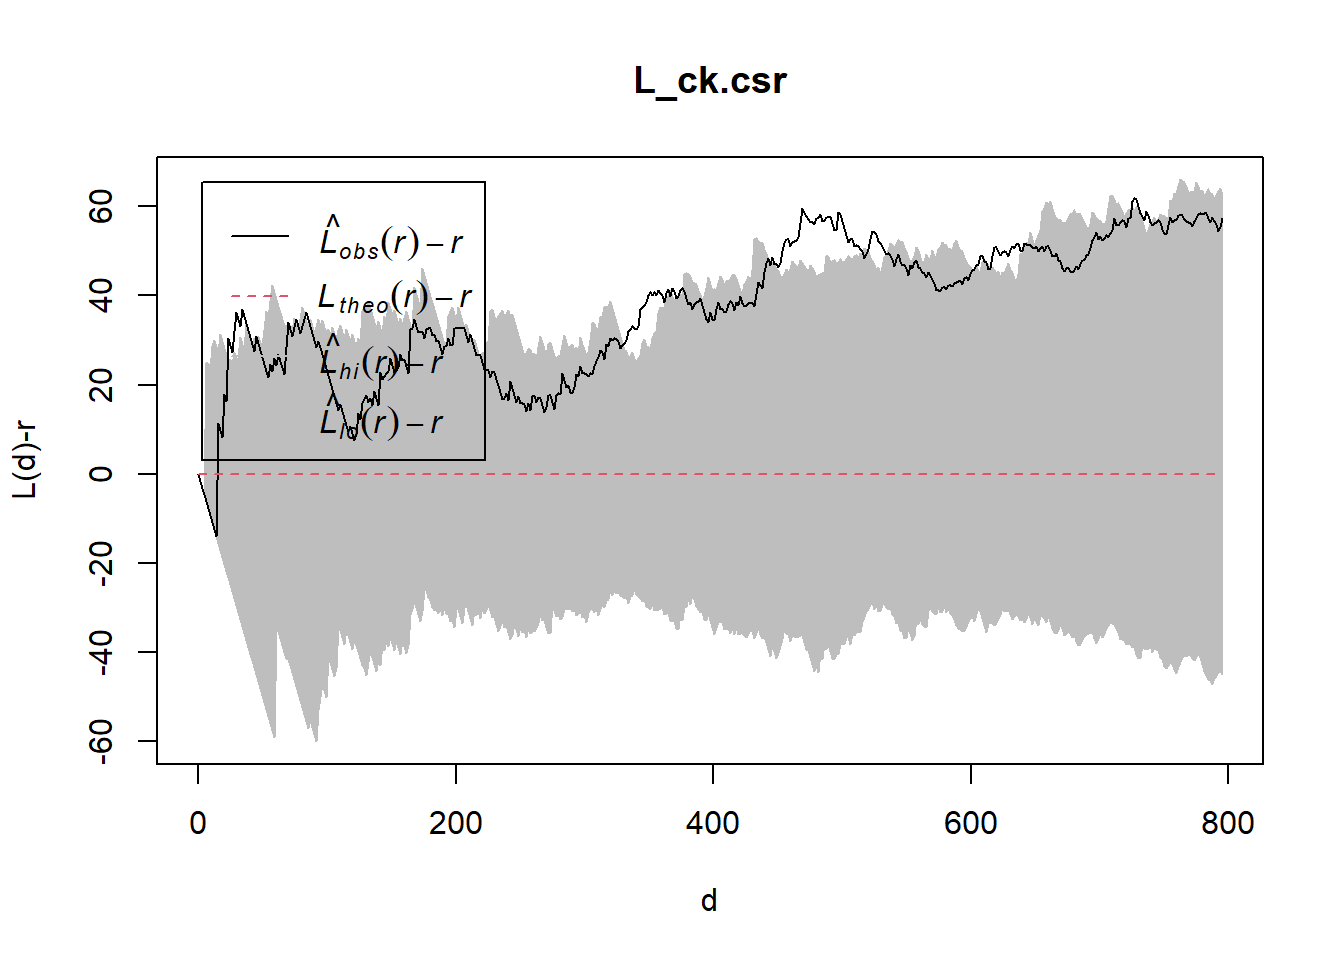 L_ck.csr
L̂obs(r) – r
Ltheo(r) – r
L̂hi(r) – r
L̂lo(r) – r
L(d)-r
60
40
20
0
-20
-40
-60
0 200 400 600 800
d